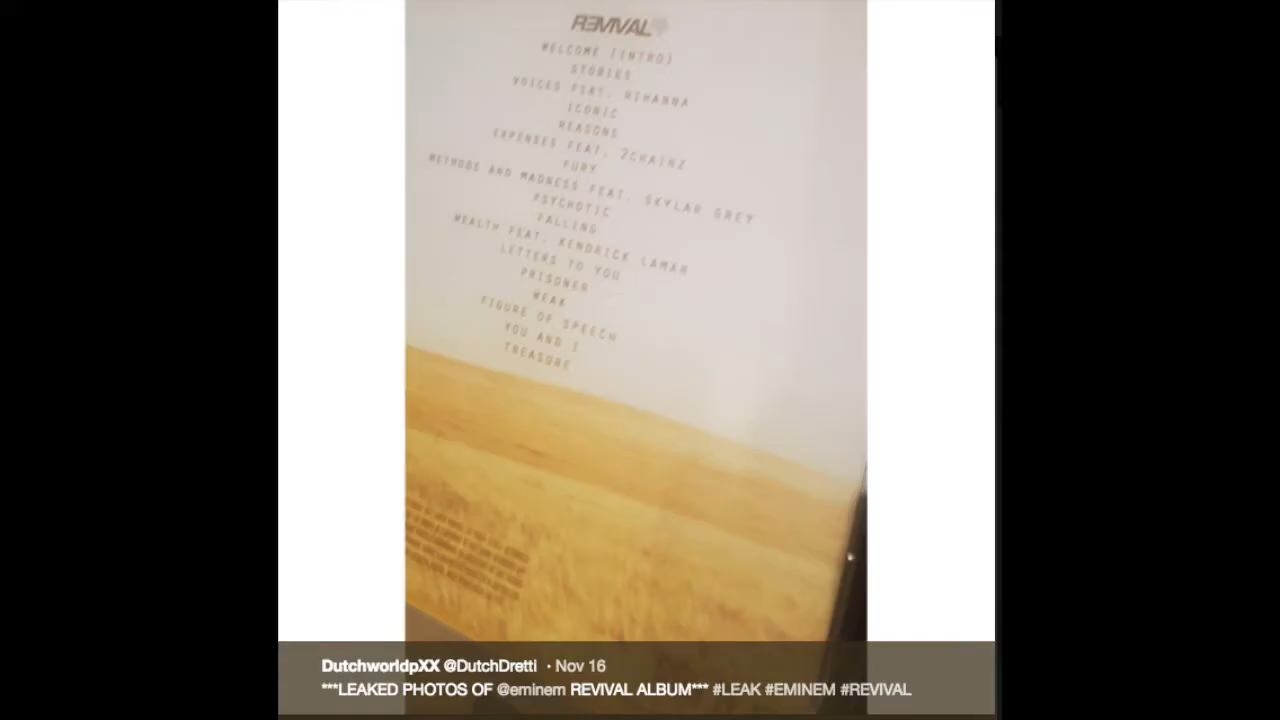 REVIVAL
WELCOME (INTRO)
STORIES
VOICES FEAT. RIHANNA
ICONIC
REASONS
EXPENSES FEAT. 2CHAINZ
FURY
METHODS AND MADNESS FEAT. SKYLAR GREY
PSYCHOTIC
FALLING
WEALTH FEAT. KENDRICK LAMAR
LETTERS TO YOU
PRISONER
WEAK
FIGURE OF SPEECH
YOU AND I
TREASURE
DutchworldpXX @DutchDretti · Nov 16
***LEAKED PHOTOS OF @eminem REVIVAL ALBUM*** #LEAK #EMINEM #REVIVAL